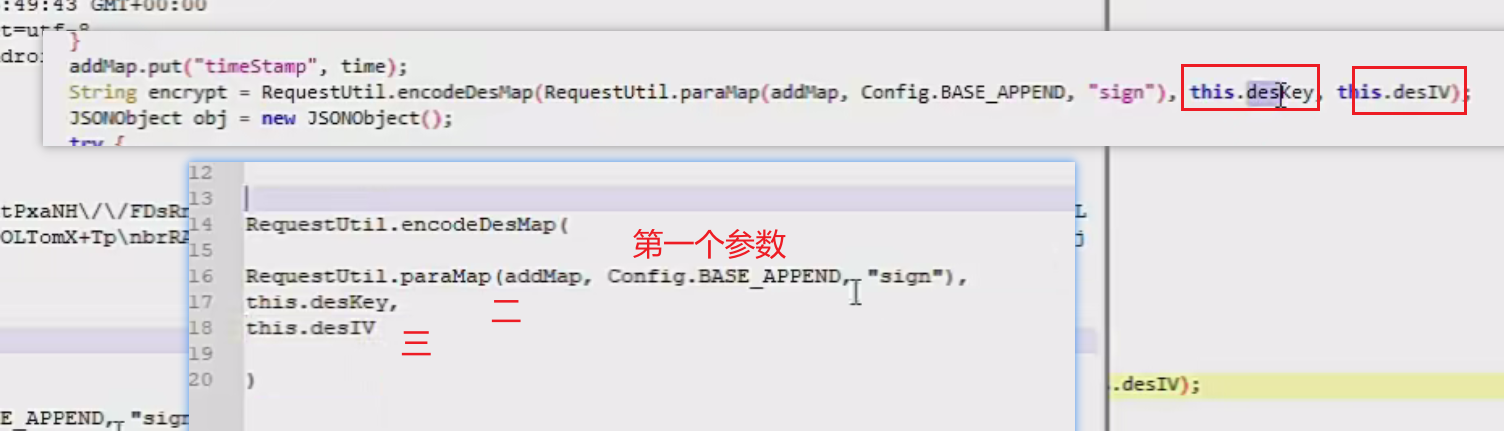 :49:43 GMT+00:00
t=utf-8
droi
}
addMap.put("timeStamp", time);
String encrypt = RequestUtil.encodeDesMap(RequestUtil.paraMap(addMap, Config.BASE_APPEND, "sign"), this.desKey, this.desIV);
JSONObject obj = new JSONObject();
try {
12
13
tPxaNH\/\/FDsRr
14 RequestUtil.encodeDesMap(
OLTomX+Tp\nbrRA
15
第一个参数
16 RequestUtil.paraMap(addMap, Config.BASE_APPEND, "sign"),
17 this.desKey,
二
18 this.desIV
三
19
20 )
.desIV);
E_APPEND, "sign